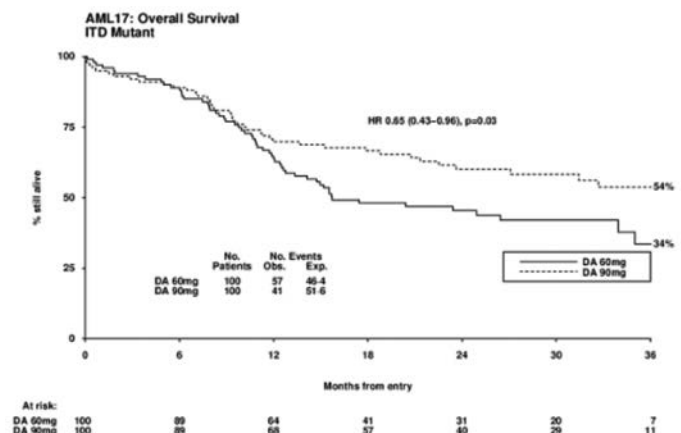 AML17: Overall Survival
ITD Mutant
100
75
50
25
0
% still alive
HR 0.65 (0.43–0.96), p=0.03
54%
34%
No. No. Events
Patients Obs. Exp.
DA 60mg 100 57 46·4
DA 90mg 100 41 51·6
DA 60mg
DA 90mg
0 6 12 18 24 30 36
Months from entry
At risk:
DA 60mg 100 89 64 41 31 20 7
DA 90mg 100 89 68 57 40 29 11